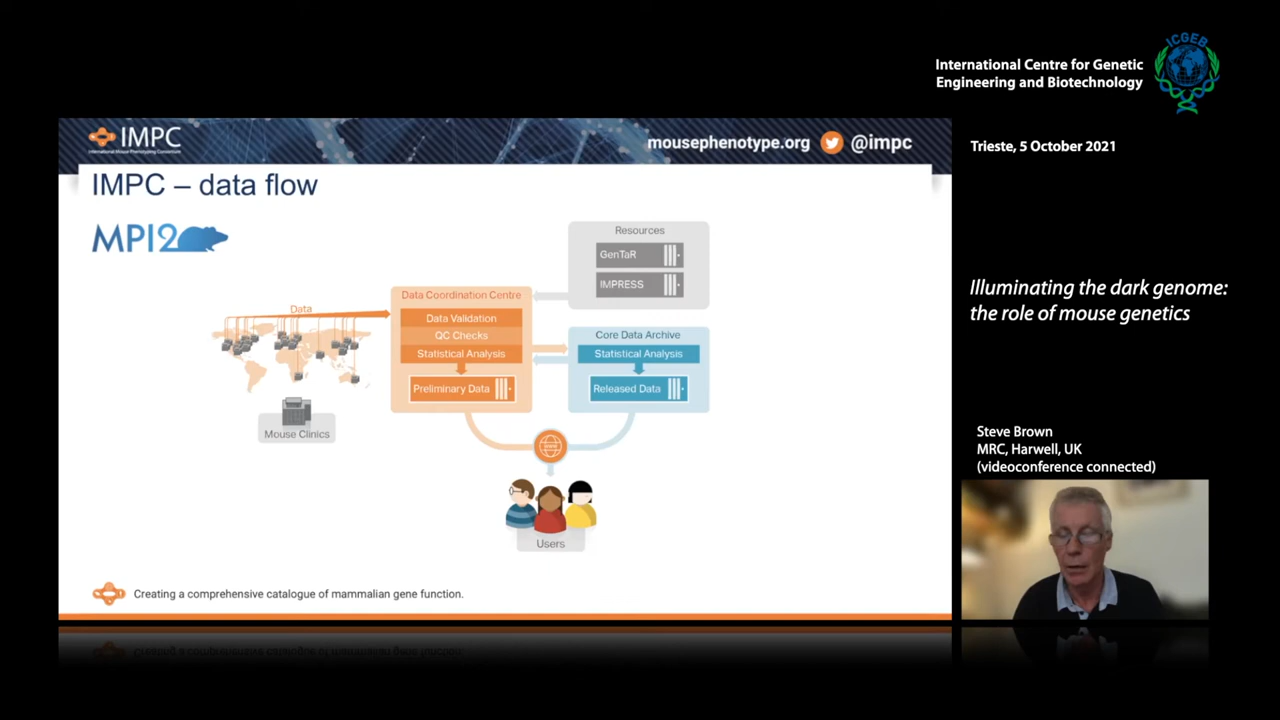 International Centre for Genetic
Engineering and Biotechnology
ICGEB
IMPC
International Mouse Phenotyping Consortium
mousephenotype.org
@impc
Trieste, 5 October 2021
IMPC – data flow
MPI2
Resources
GenTaR
IMPRESS
Data
Data Coordination Centre
Data Validation
QC Checks
Statistical Analysis
Preliminary Data
Core Data Archive
Statistical Analysis
Released Data
Mouse Clinics
www
Users
Illuminating the dark genome:
the role of mouse genetics
Steve Brown
MRC, Harwell, UK
(videoconference connected)
Creating a comprehensive catalogue of mammalian gene function.